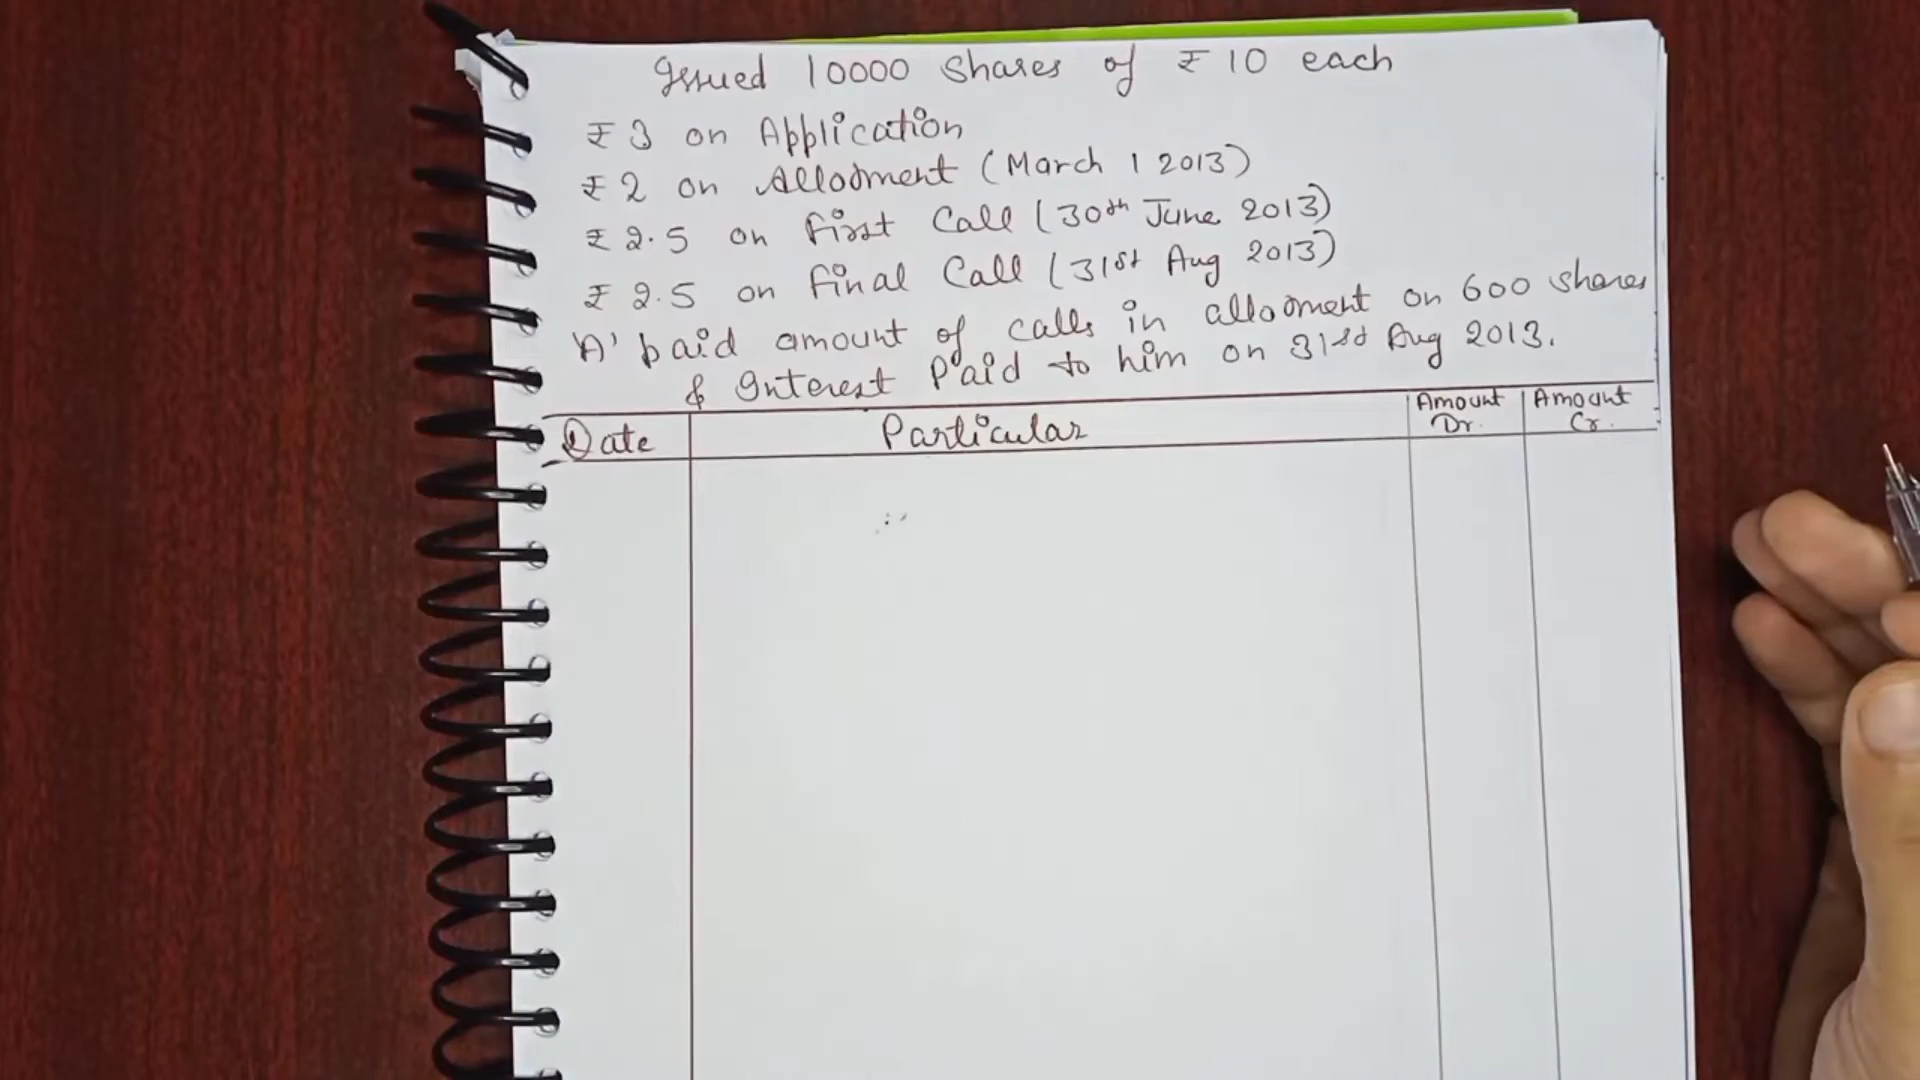 Issued 10000 Shares of ₹ 10 each
₹ 3 on Application
₹ 2 on Allotment (March 1 2013)
₹ 2.5 on First Call (30th June 2013)
₹ 2.5 on Final Call (31st Aug 2013)
'A' paid amount of calls in allotment on 600 shares
& Interest Paid to him on 31st Aug 2013.
Date Particular Amount Dr. Amount Cr.